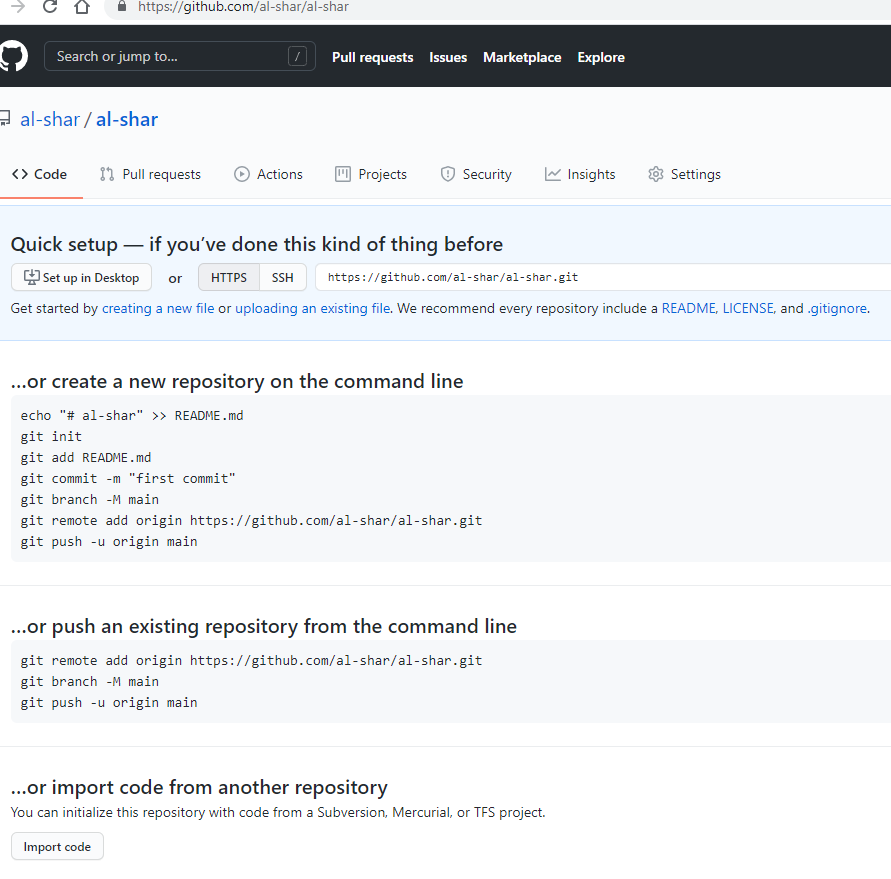 https://github.com/al-shar/al-shar
Search or jump to... /
Pull requests Issues Marketplace Explore
al-shar / al-shar
Code Pull requests Actions Projects Security Insights Settings
Quick setup — if you’ve done this kind of thing before
Set up in Desktop or HTTPS SSH https://github.com/al-shar/al-shar.git
Get started by creating a new file or uploading an existing file. We recommend every repository include a README, LICENSE, and .gitignore.
…or create a new repository on the command line
echo "# al-shar" >> README.md
git init
git add README.md
git commit -m "first commit"
git branch -M main
git remote add origin https://github.com/al-shar/al-shar.git
git push -u origin main
…or push an existing repository from the command line
git remote add origin https://github.com/al-shar/al-shar.git
git branch -M main
git push -u origin main
…or import code from another repository
You can initialize this repository with code from a Subversion, Mercurial, or TFS project.
Import code